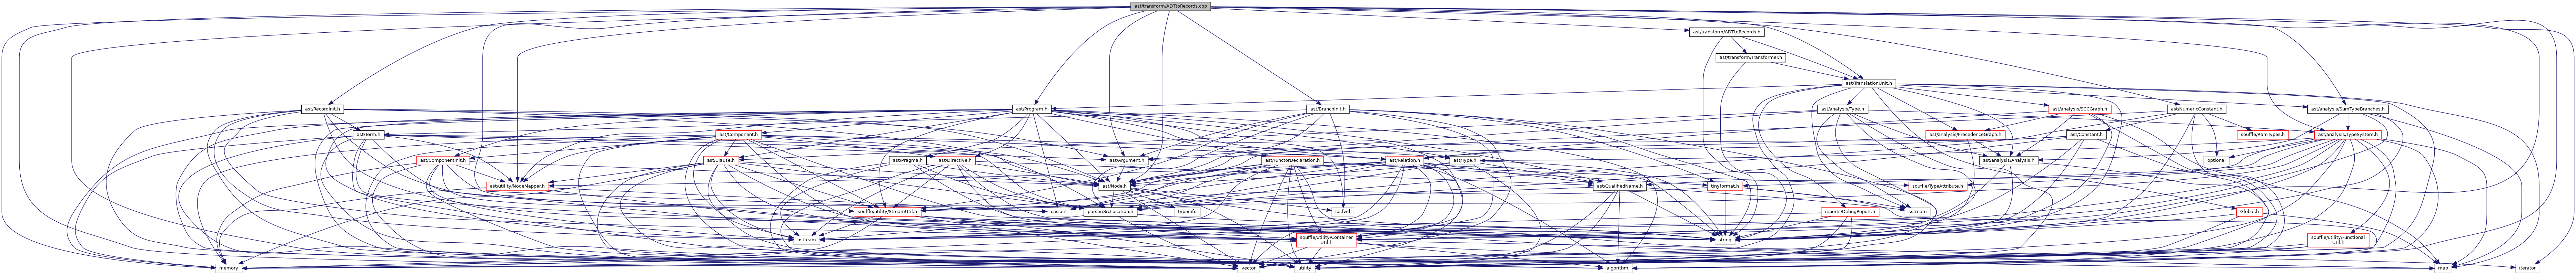 ast/transform/ADTtoRecords.cpp
ast/transform/ADTtoRecords.h
ast/transform/Transformer.h
ast/TranslationUnit.h
ast/RecordInit.h
ast/Program.h
ast/BranchInit.h
ast/analysis/Type.h
ast/analysis/SCCGraph.h
ast/NumericConstant.h
ast/analysis/SumTypeBranches.h
ast/Term.h
ast/Component.h
ast/analysis/PrecedenceGraph.h
ast/Constant.h
souffle/RamTypes.h
ast/analysis/TypeSystem.h
ast/ComponentInit.h
ast/Clause.h
ast/Pragma.h
ast/Directive.h
ast/Argument.h
ast/FunctorDeclaration.h
ast/Relation.h
ast/Type.h
ast/analysis/Analysis.h
optional
ast/utility/NodeMapper.h
ast/Node.h
ast/QualifiedName.h
tinyformat.h
souffle/TypeAttribute.h
souffle/utility/StreamUtil.h
cassert
parser/SrcLocation.h
typeinfo
iosfwd
reports/DebugReport.h
sstream
Global.h
ostream
souffle/utility/Container
Util.h
string
souffle/utility/Functional
Util.h
memory
vector
utility
algorithm
map
iterator